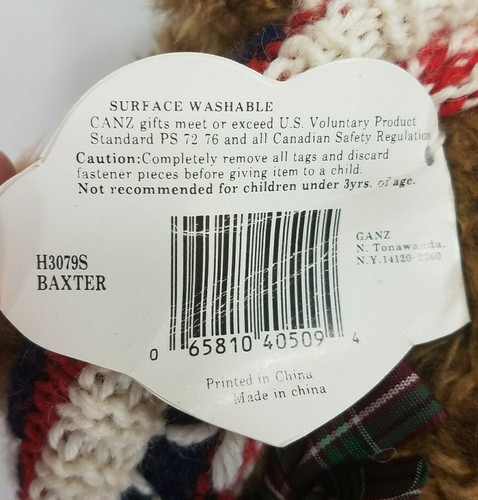 SURFACE WASHABLE
CANZ gifts meet or exceed U.S. Voluntary Product
Standard PS 72 76 and all Canadian Safety Regulation
Caution:Completely remove all tags and discard
fastener pieces before giving item to a child.
Not recommended for children under 3yrs. of age.
H3079S
BAXTER
GANZ
N. Tonawanda,
N.Y.14120-2060
0 65810 40509 4
Printed in China
Made in china